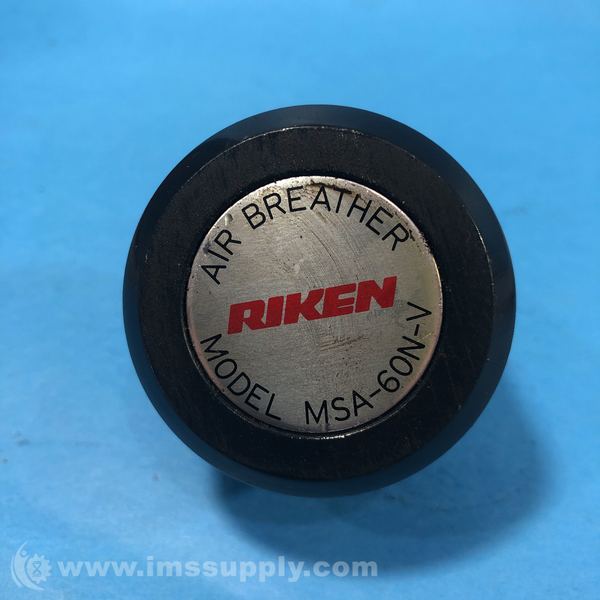 AIR BREATHER
RIKEN
MODEL MSA-60N-V
www.imssupply.com